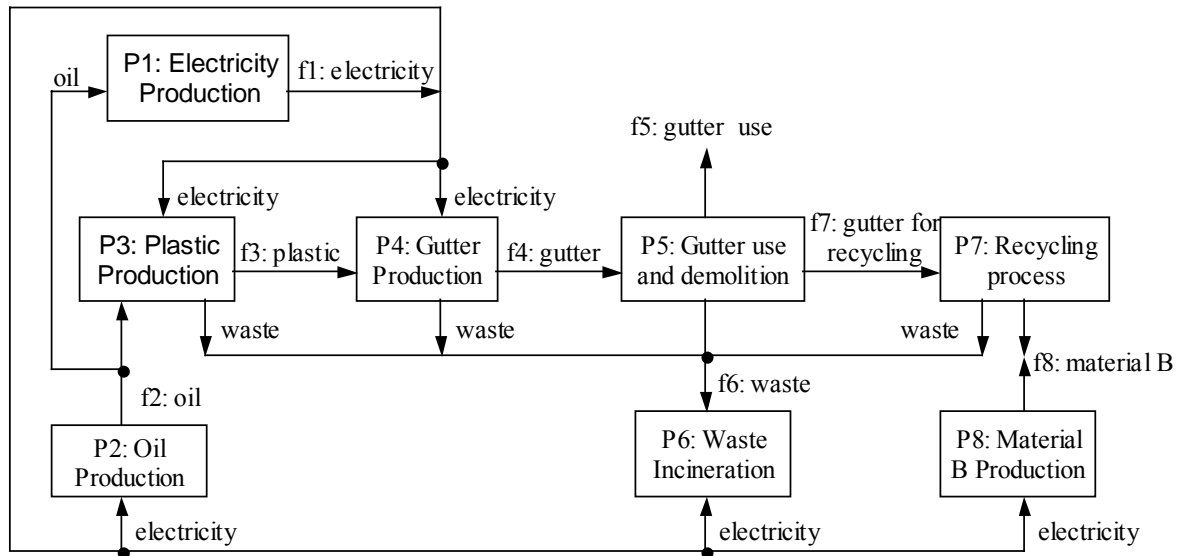 P1: Electricity
Production
oil
f1: electricity
f5: gutter use
electricity
electricity
P3: Plastic
Production
f3: plastic
P4: Gutter
Production
f4: gutter
P5: Gutter use
and demolition
f7: gutter for
recycling
P7: Recycling
process
waste
waste
waste
f6: waste
f8: material B
f2: oil
P2: Oil
Production
P6: Waste
Incineration
P8: Material
B Production
electricity
electricity
electricity